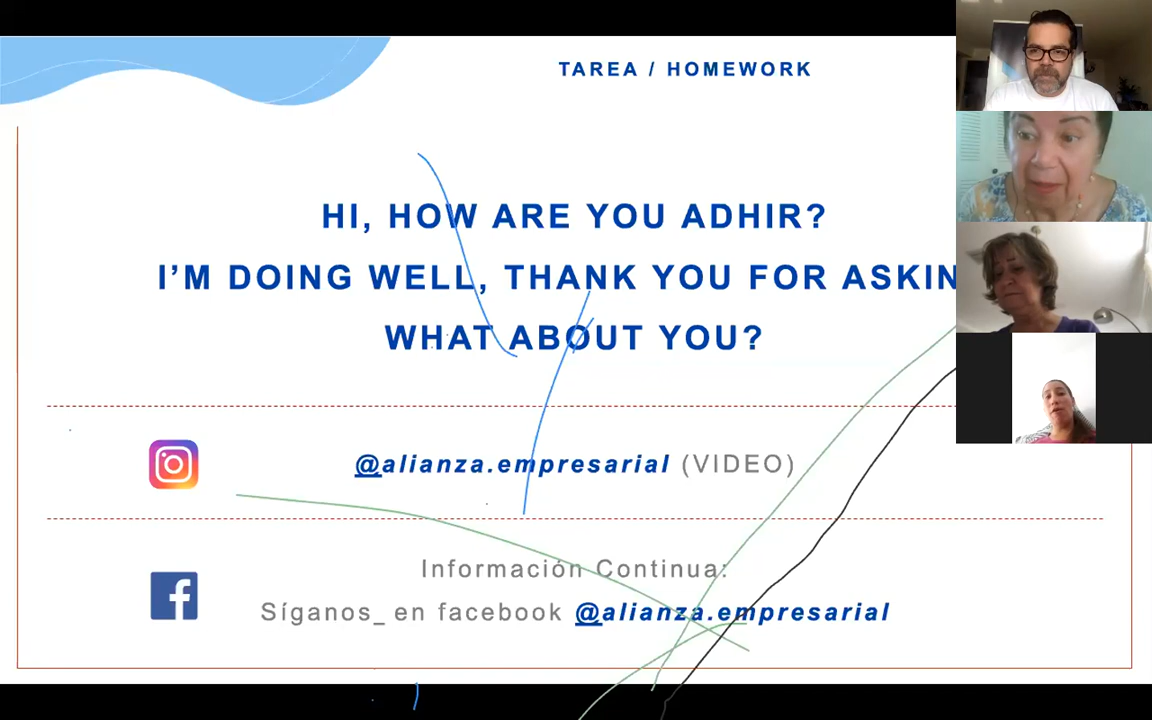 TAREA / HOMEWORK
HI, HOW ARE YOU ADHIR?
I'M DOING WELL, THANK YOU FOR ASKIN
WHAT ABOUT YOU?
@alianza.empresarial (VIDEO)
Información Continua:
Síganos_ en facebook @alianza.empresarial